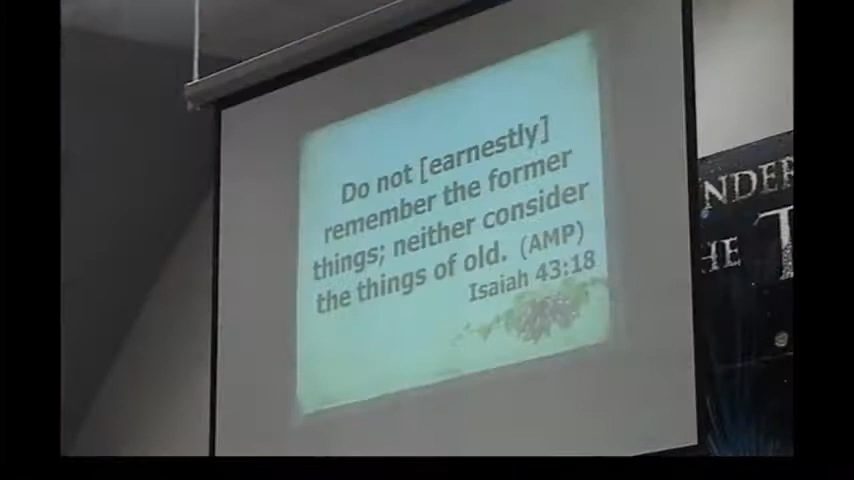 Do not [earnestly]
remember the former
things; neither consider
the things of old. (AMP)
Isaiah 43:18
NDER
HE